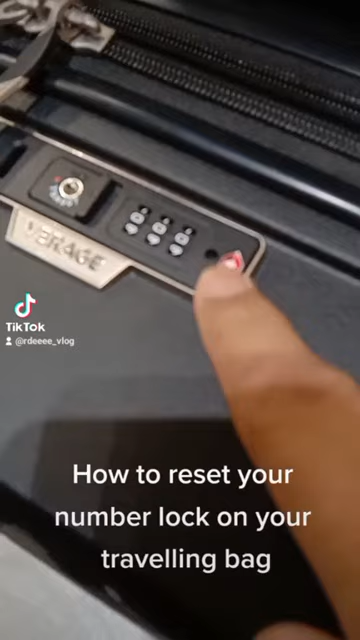 VERAGE
TikTok
@rdeeee_vlog
How to reset your
number lock on your
travelling bag